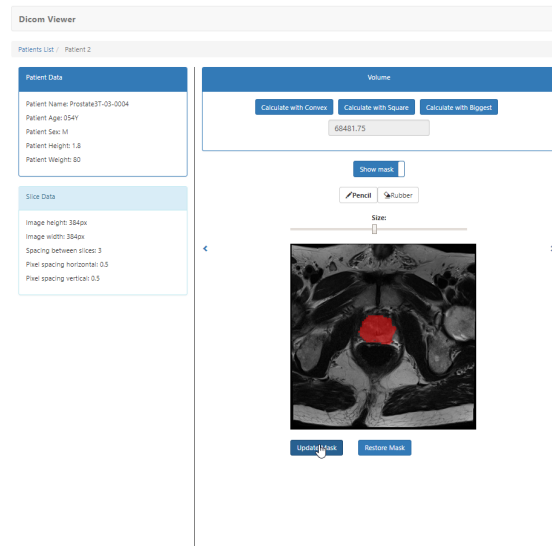 Dicom Viewer
Patients List / Patient 2
Patient Data
Patient Name: Prostate3T-03-0004
Patient Age: 054Y
Patient Sex: M
Patient Height: 1.8
Patient Weight: 80
Slice Data
Image height: 384px
Image width: 384px
Spacing between slices: 3
Pixel spacing horizontal: 0.5
Pixel spacing vertical: 0.5
Volume
Calculate with Convex Calculate with Square Calculate with Biggest
68481.75
Show mask
Pencil Rubber
Size:
Update Mask Restore Mask